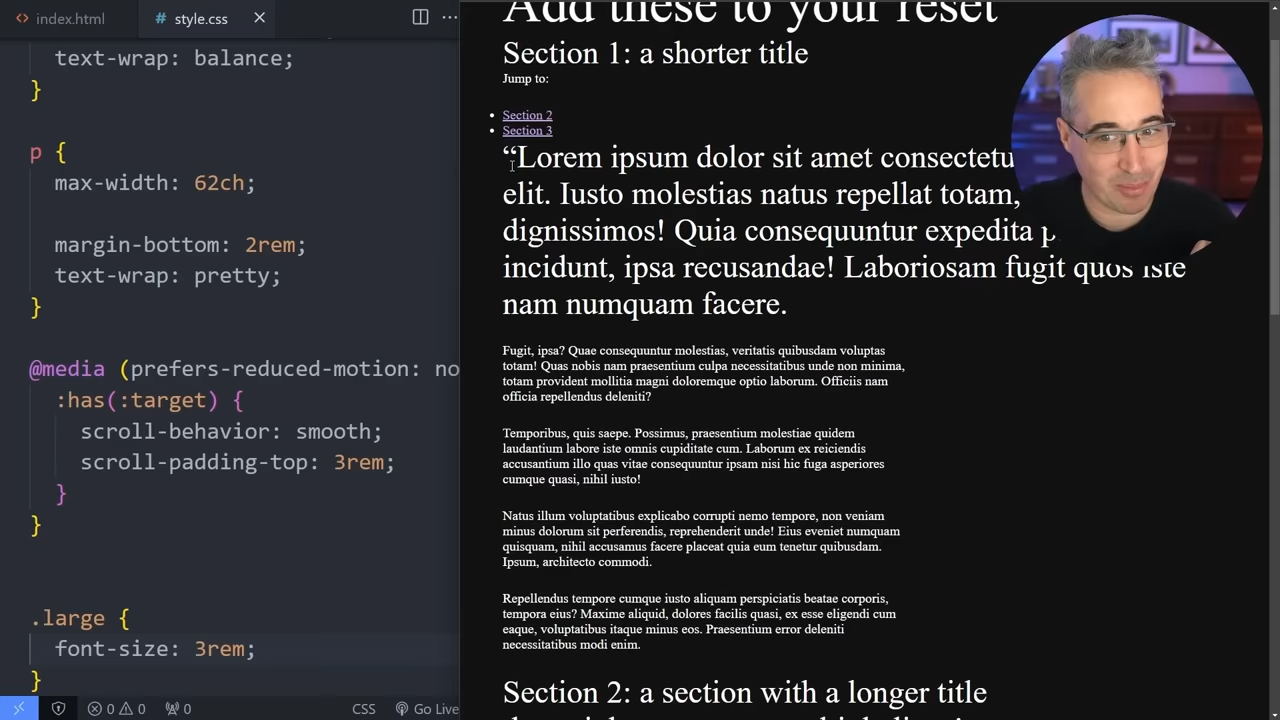 index.html
style.css
text-wrap: balance;
}
p {
max-width: 62ch;
margin-bottom: 2rem;
text-wrap: pretty;
}
@media (prefers-reduced-motion: no
:has(:target) {
scroll-behavior: smooth;
scroll-padding-top: 3rem;
}
}
.large {
font-size: 3rem;
}
0 0 0
CSS
Go Live
Add these to your reset
Section 1: a shorter title
Jump to:
Section 2
Section 3
“Lorem ipsum dolor sit amet consectetu
elit. Iusto molestias natus repellat totam,
dignissimos! Quia consequuntur expedita p
incidunt, ipsa recusandae! Laboriosam fugit quos iste
nam numquam facere.
Fugit, ipsa? Quae consequuntur molestias, veritatis quibusdam voluptas
totam! Quas nobis nam praesentium culpa necessitatibus unde non minima,
totam provident mollitia magni doloremque optio laborum. Officiis nam
officia repellendus deleniti?
Temporibus, quis saepe. Possimus, praesentium molestiae quidem
laudantium labore iste omnis cupiditate cum. Laborum ex reiciendis
accusantium illo quas vitae consequuntur ipsam nisi hic fuga asperiores
cumque quasi, nihil iusto!
Natus illum voluptatibus explicabo corrupti nemo tempore, non veniam
minus dolorum sit perferendis, reprehenderit unde! Eius eveniet numquam
quisquam, nihil accusamus facere placeat quia eum tenetur quibusdam.
Ipsum, architecto commodi.
Repellendus tempore cumque iusto aliquam perspiciatis beatae corporis,
tempora eius? Maxime aliquid, dolores facilis quasi, ex esse eligendi cum
eaque, voluptatibus itaque minus eos. Praesentium error deleniti
necessitatibus modi enim.
Section 2: a section with a longer title